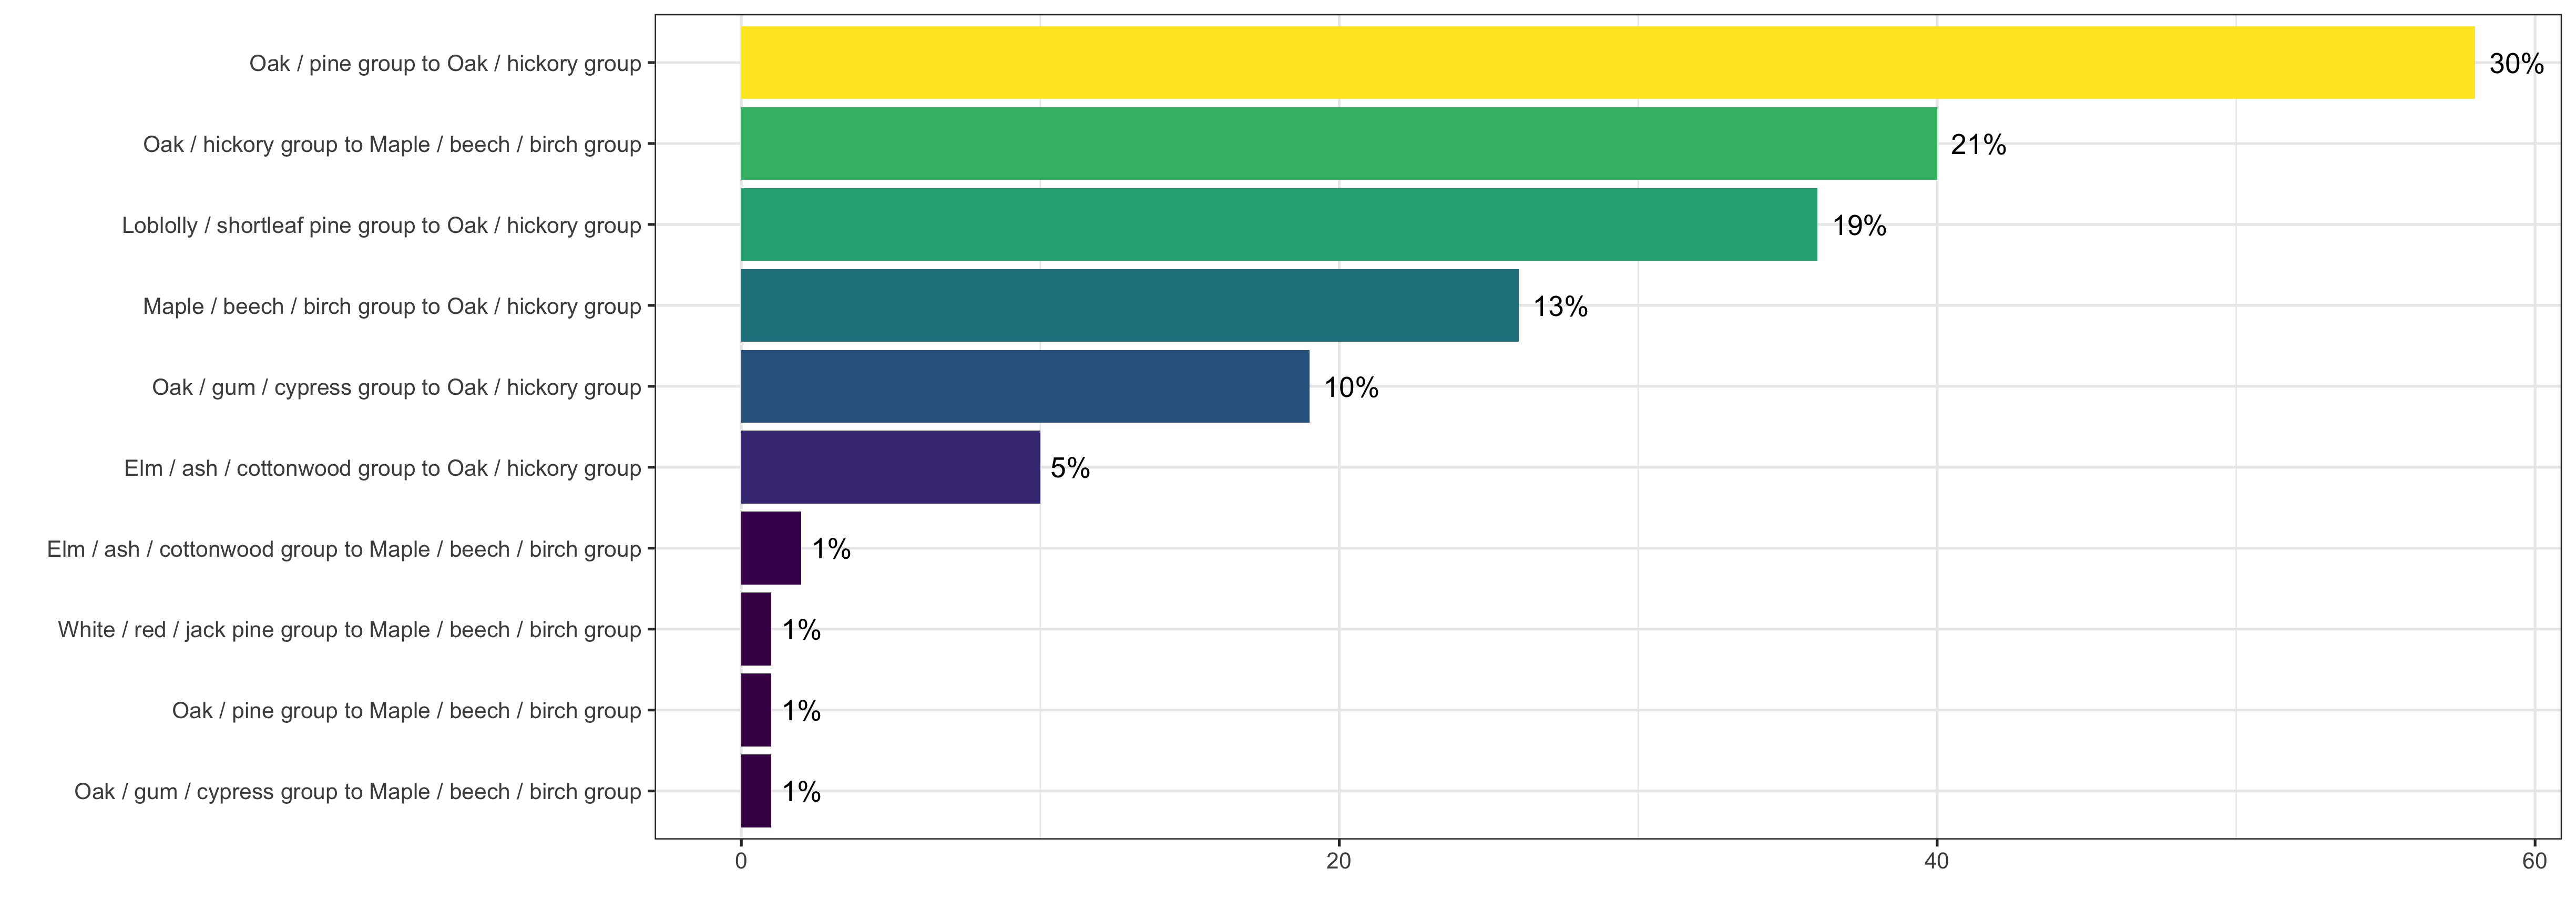 Oak / pine group to Oak / hickory group 30%
Oak / hickory group to Maple / beech / birch group 21%
Loblolly / shortleaf pine group to Oak / hickory group 19%
Maple / beech / birch group to Oak / hickory group 13%
Oak / gum / cypress group to Oak / hickory group 10%
Elm / ash / cottonwood group to Oak / hickory group 5%
Elm / ash / cottonwood group to Maple / beech / birch group 1%
White / red / jack pine group to Maple / beech / birch group 1%
Oak / pine group to Maple / beech / birch group 1%
Oak / gum / cypress group to Maple / beech / birch group 1%
0 20 40 60